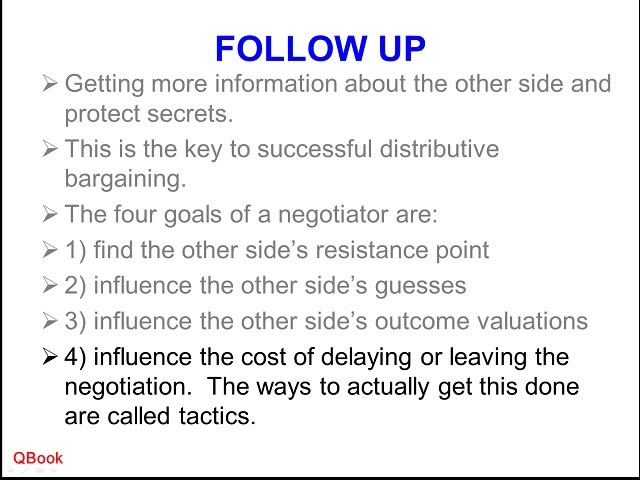 FOLLOW UP
➢ Getting more information about the other side and
protect secrets.
➢ This is the key to successful distributive
bargaining.
➢ The four goals of a negotiator are:
➢ 1) find the other side’s resistance point
➢ 2) influence the other side’s guesses
➢ 3) influence the other side’s outcome valuations
➢ 4) influence the cost of delaying or leaving the
negotiation.  The ways to actually get this done
are called tactics.
QBook